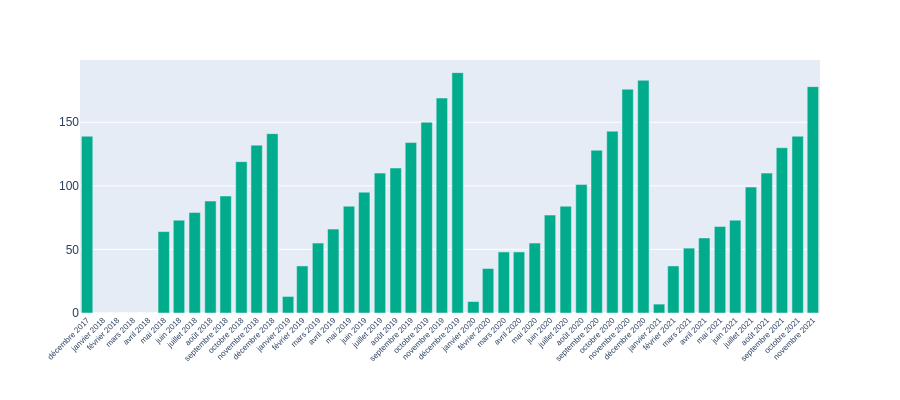 150
100
50
0
décembre 2017
janvier 2018
février 2018
mars 2018
avril 2018
mai 2018
juin 2018
juillet 2018
août 2018
septembre 2018
octobre 2018
novembre 2018
décembre 2018
janvier 2019
février 2019
mars 2019
avril 2019
mai 2019
juin 2019
juillet 2019
août 2019
septembre 2019
octobre 2019
novembre 2019
décembre 2019
janvier 2020
février 2020
mars 2020
avril 2020
mai 2020
juin 2020
juillet 2020
août 2020
septembre 2020
octobre 2020
novembre 2020
décembre 2020
janvier 2021
février 2021
mars 2021
avril 2021
mai 2021
juin 2021
juillet 2021
août 2021
septembre 2021
octobre 2021
novembre 2021